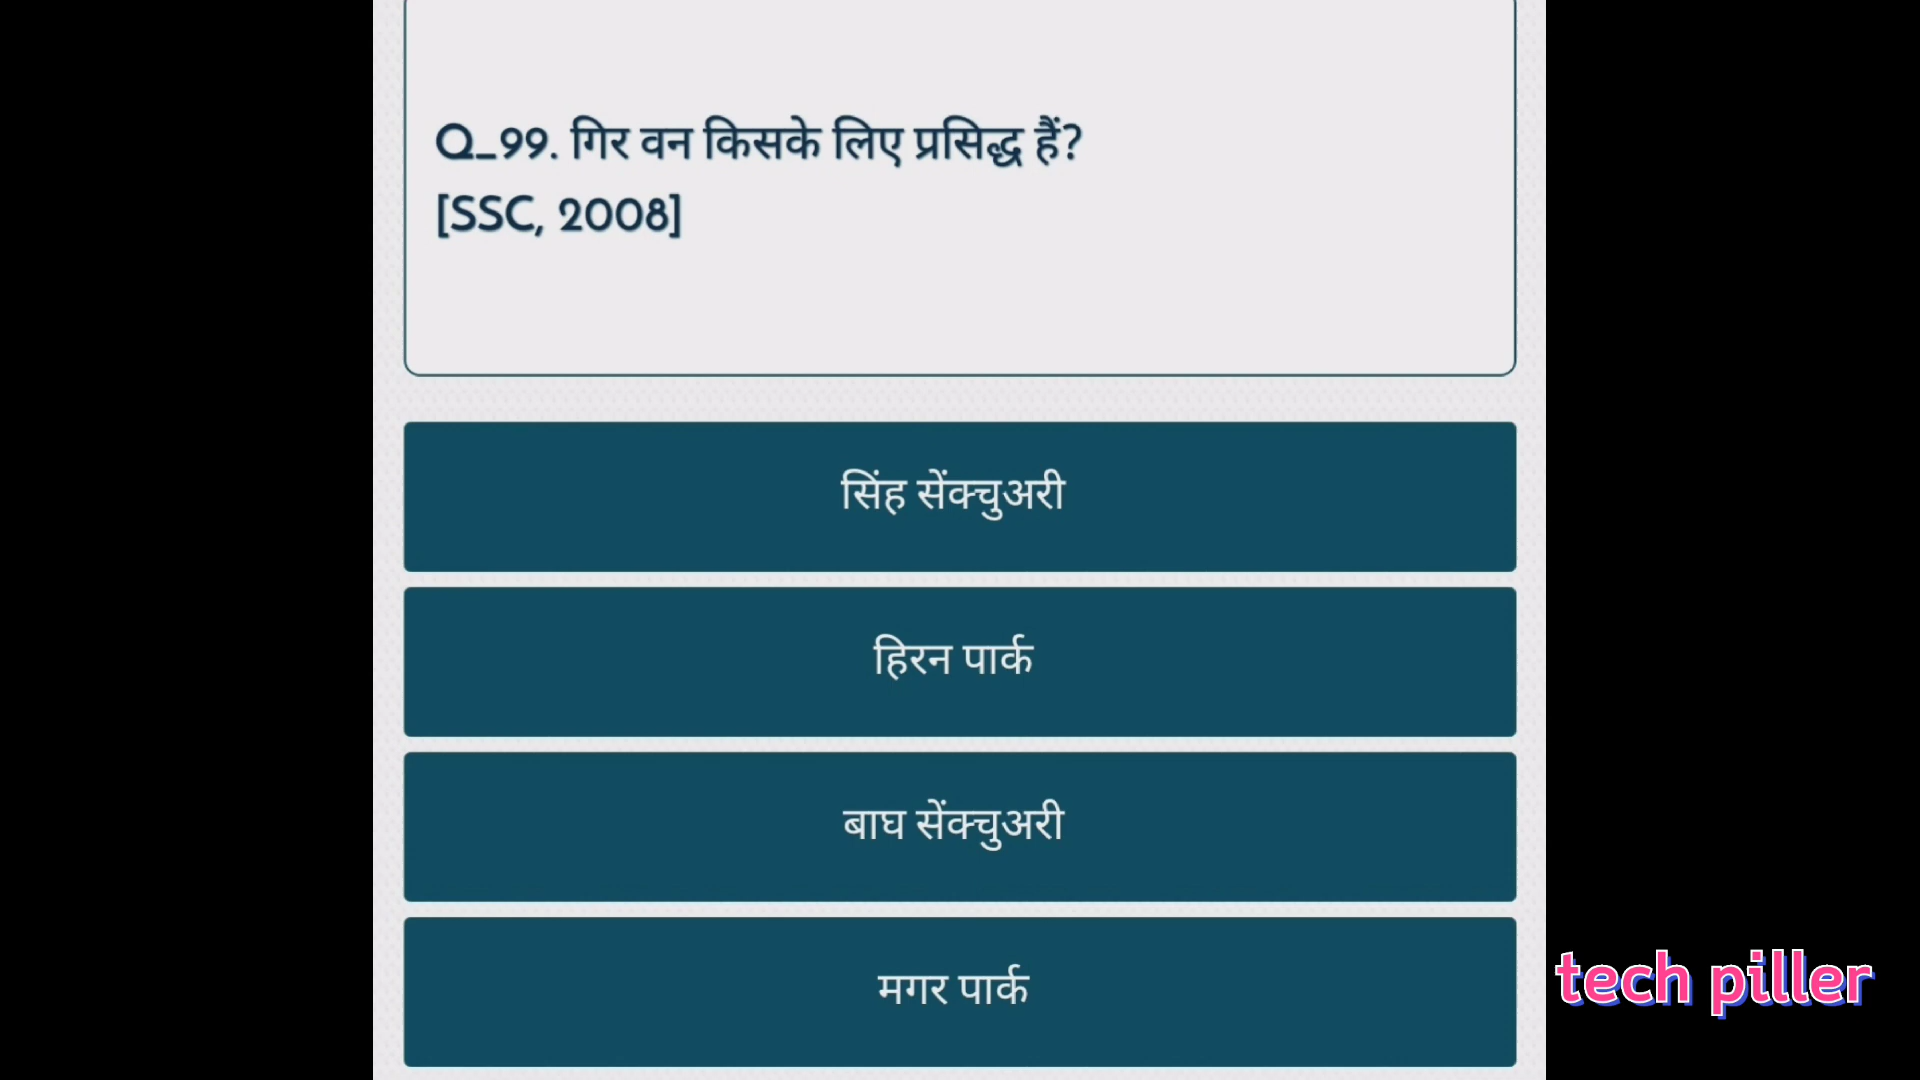 Q_99. गिर वन किसके लिए प्रसिद्ध हैं?
[SSC, 2008]
सिंह सेंक्चुअरी
हिरन पार्क
बाघ सेंक्चुअरी
मगर पार्क
tech piller